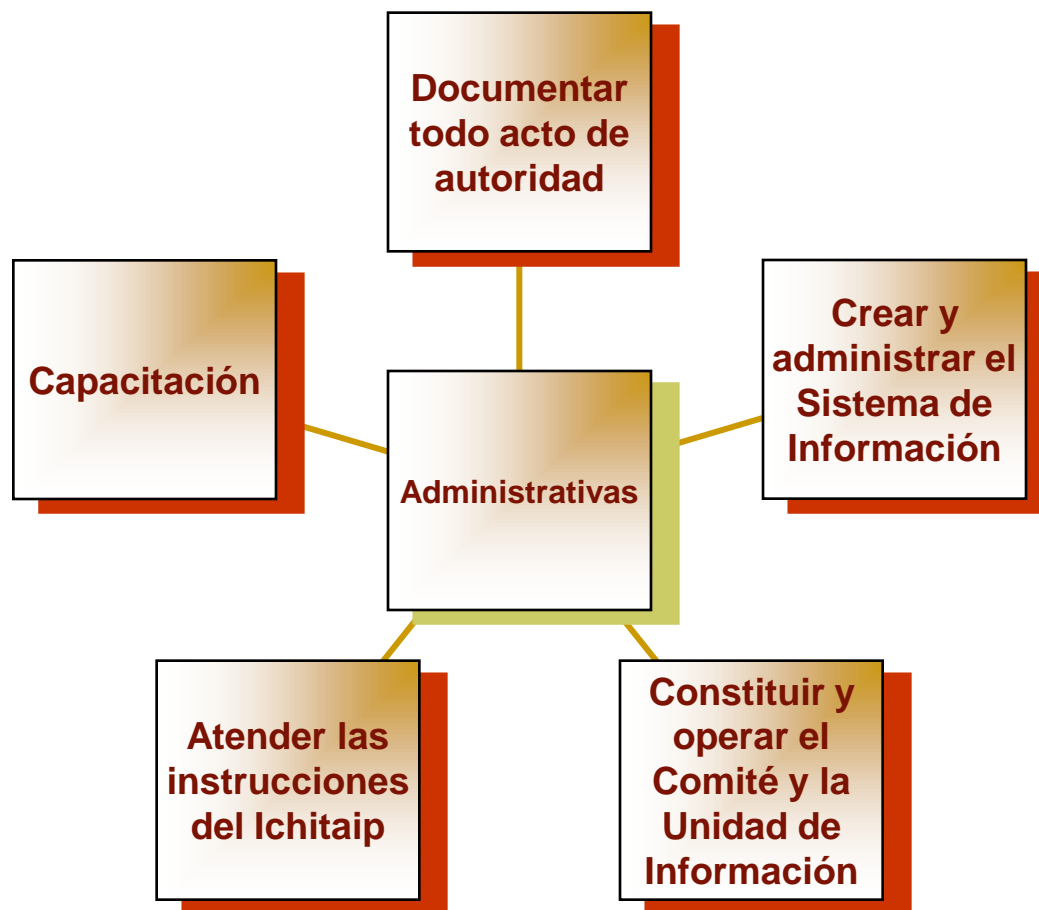 Documentar
todo acto de
autoridad
Capacitación
Crear y
administrar el
Sistema de
Información
Administrativas
Atender las
instrucciones
del Ichitaip
Constituir y
operar el
Comité y la
Unidad de
Información